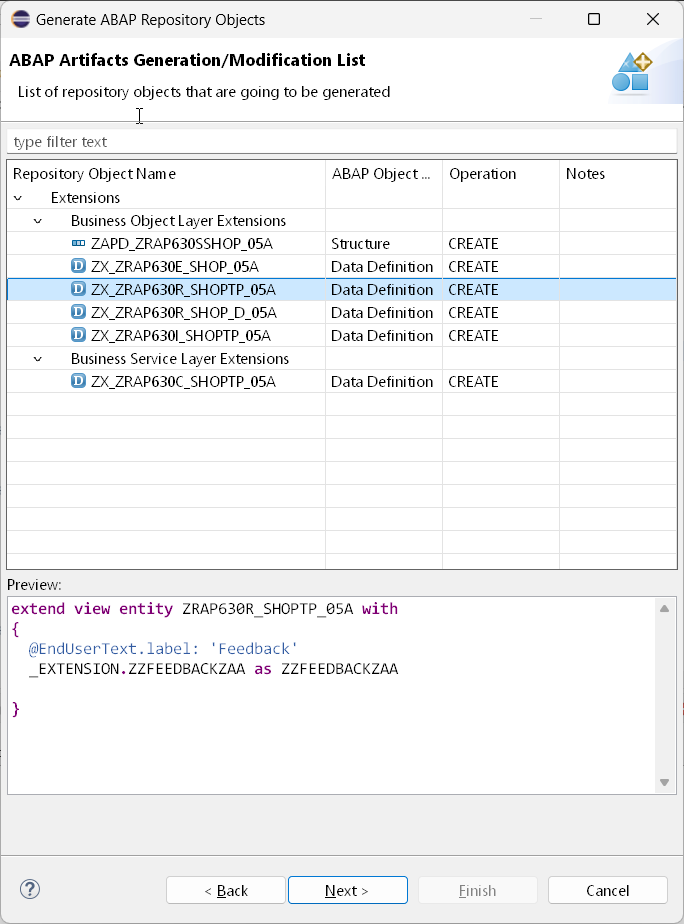 Generate ABAP Repository Objects
ABAP Artifacts Generation/Modification List
List of repository objects that are going to be generated
type filter text
Repository Object Name ABAP Object ... Operation Notes
Extensions
Business Object Layer Extensions
ZAPD_ZRAP630SSHOP_05A Structure CREATE
D ZX_ZRAP630E_SHOP_05A Data Definition CREATE
D ZX_ZRAP630R_SHOPTP_05A Data Definition CREATE
D ZX_ZRAP630R_SHOP_D_05A Data Definition CREATE
D ZX_ZRAP630I_SHOPTP_05A Data Definition CREATE
Business Service Layer Extensions
D ZX_ZRAP630C_SHOPTP_05A Data Definition CREATE
Preview:
extend view entity ZRAP630R_SHOPTP_05A with
{
@EndUserText.label: 'Feedback'
_EXTENSION.ZZFEEDBACKZAA as ZZFEEDBACKZAA
}
? < Back Next > Finish Cancel